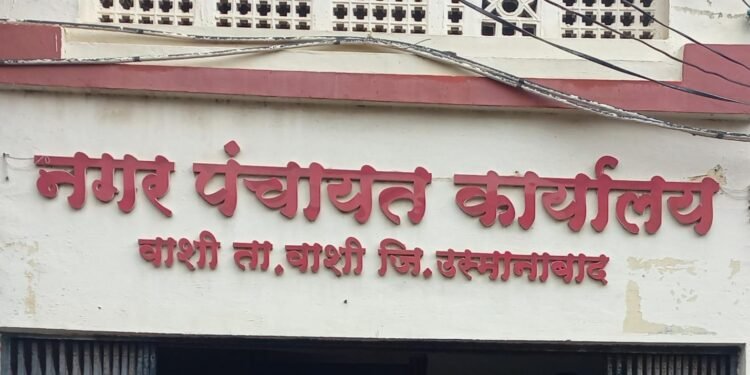 नगर पंचायत कार्यालय
वाशी ता. वाशी जि. उस्मानाबाद